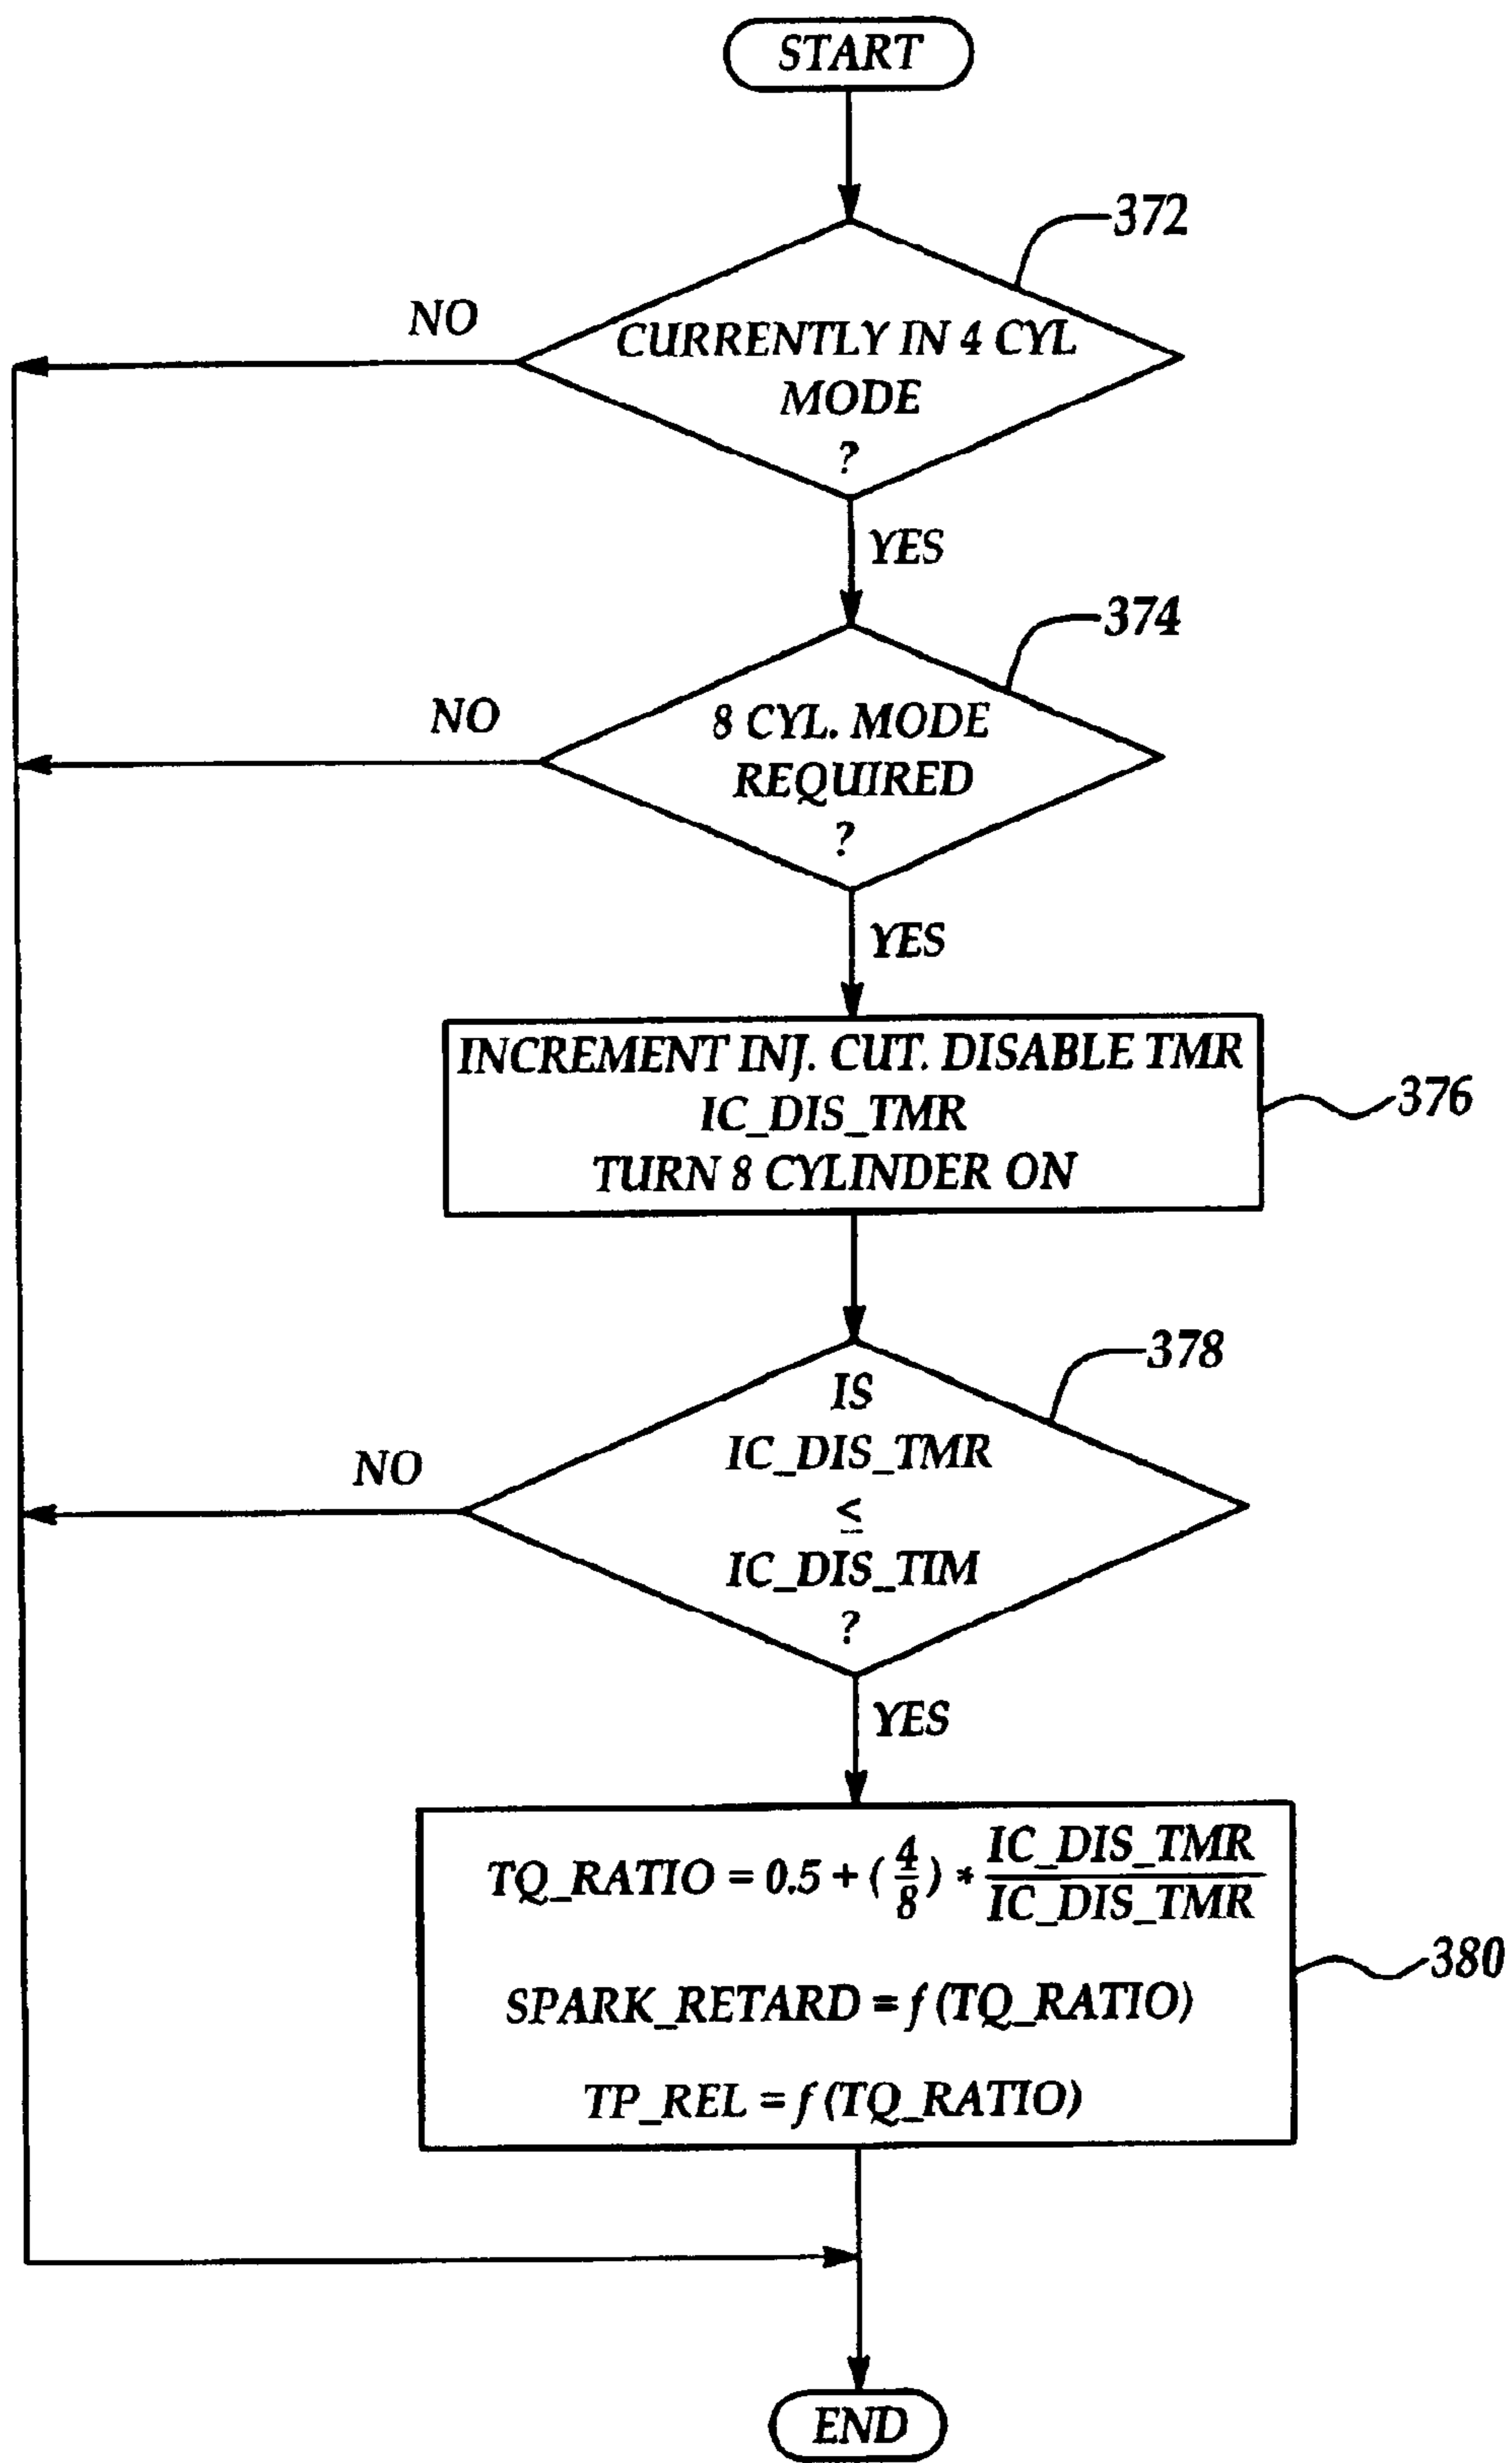 START
372
NO
CURRENTLY IN 4 CYL
MODE
?
YES
374
NO
8 CYL. MODE
REQUIRED
?
YES
INCREMENT INJ. CUT. DISABLE TMR
IC_DIS_TMR
TURN 8 CYLINDER ON
376
378
IS
NO
IC_DIS_TMR
≤
IC_DIS_TIM
?
YES
TQ_RATIO = 0.5 + (4/8) * IC_DIS_TMR/IC_DIS_TMR
380
SPARK_RETARD = f (TQ_RATIO)
TP_REL = f (TQ_RATIO)
END